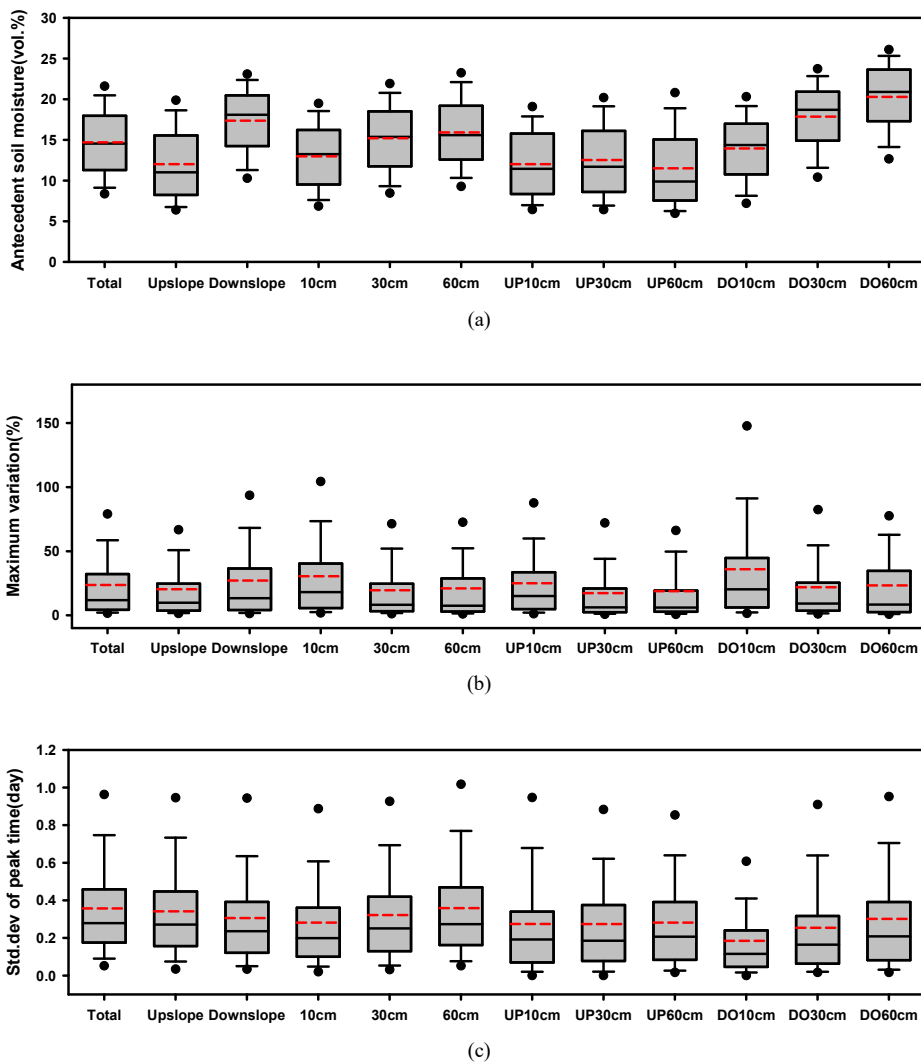 Antecedent soil moisture(vol.%)
30
25
20
15
10
5
0
Total Upslope Downslope 10cm 30cm 60cm UP10cm UP30cm UP60cm DO10cm DO30cm DO60cm
(a)
Maximum variation(%)
150
100
50
0
Total Upslope Downslope 10cm 30cm 60cm UP10cm UP30cm UP60cm DO10cm DO30cm DO60cm
(b)
Std.dev of peak time(day)
1.2
1.0
0.8
0.6
0.4
0.2
0.0
Total Upslope Downslope 10cm 30cm 60cm UP10cm UP30cm UP60cm DO10cm DO30cm DO60cm
(c)